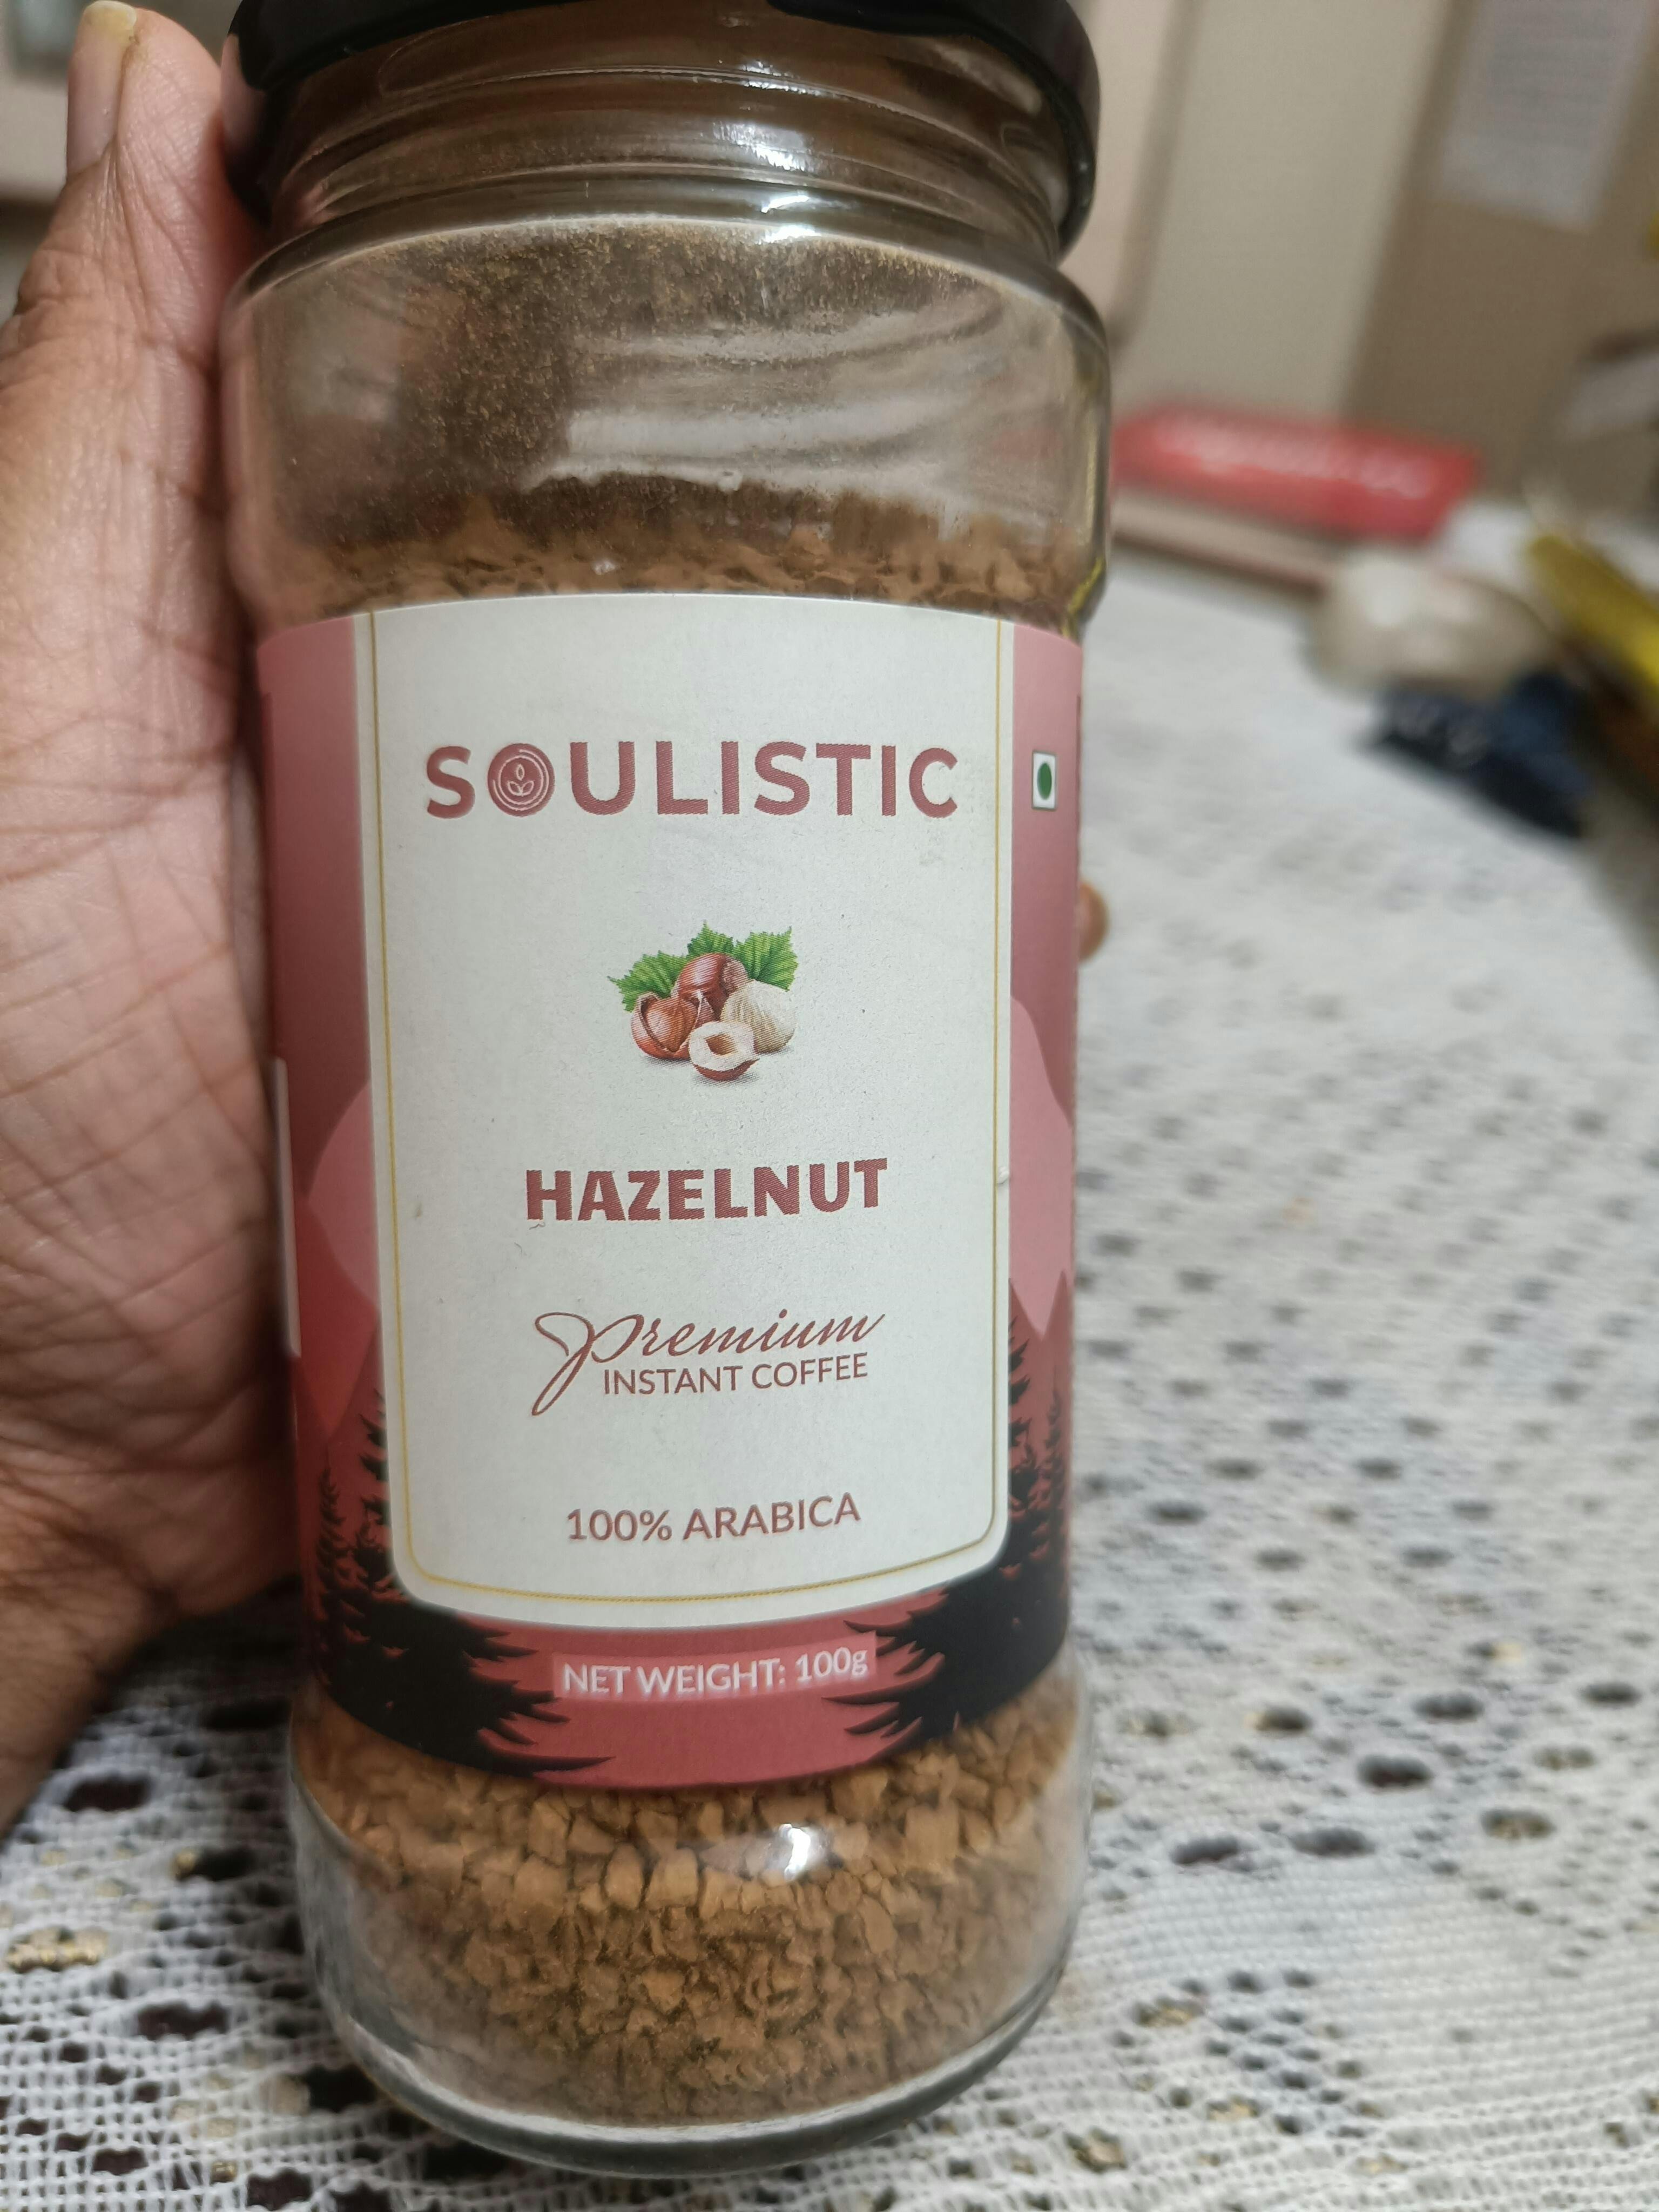 SOULISTIC
HAZELNUT
Premium
INSTANT COFFEE
100% ARABICA
NET WEIGHT: 100g